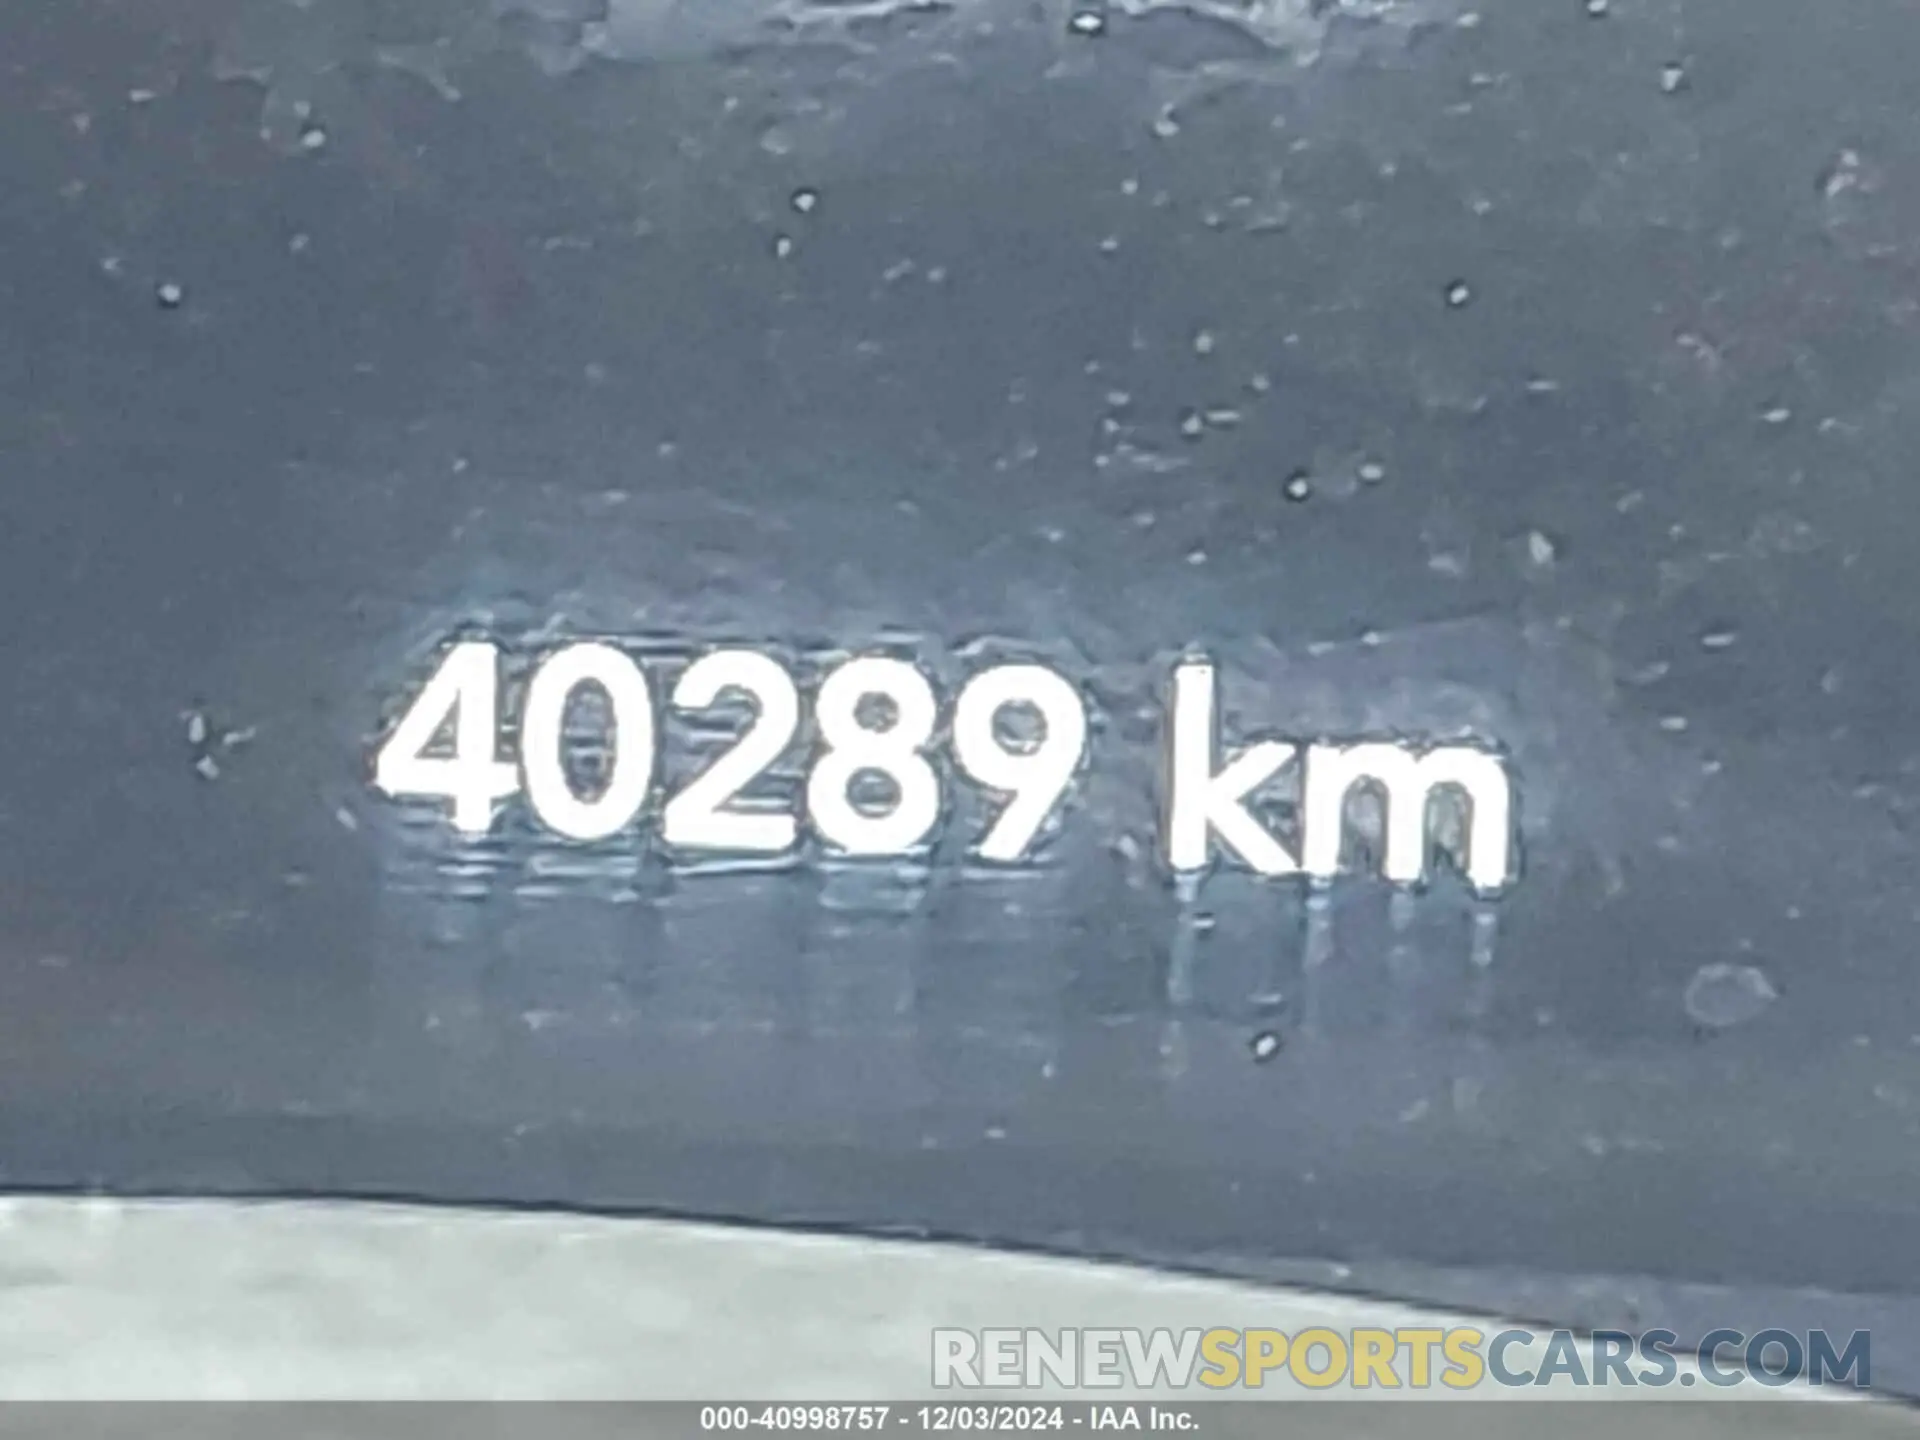 40289 km
RENEWSPORTSCARS.COM
000-40998757 - 12/03/2024 - IAA Inc.